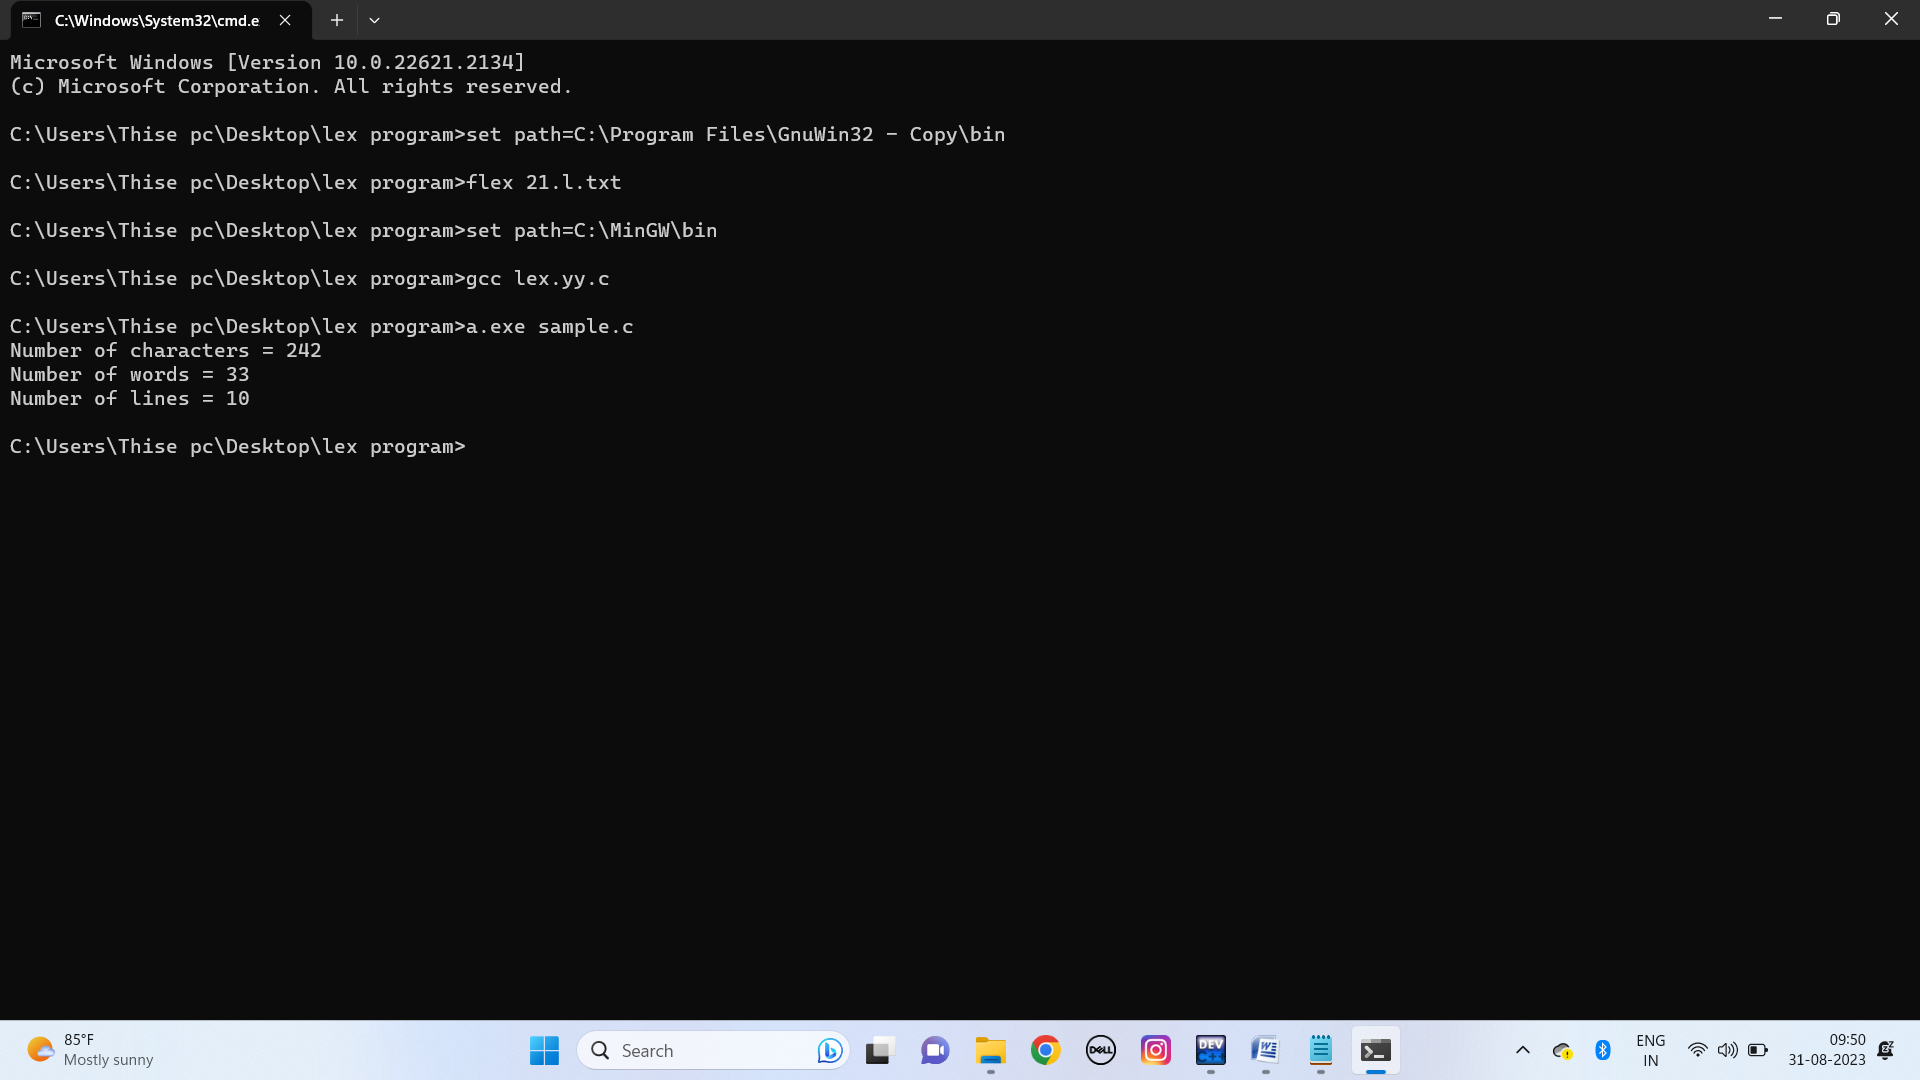 C:\Windows\System32\cmd.e
Microsoft Windows [Version 10.0.22621.2134]
(c) Microsoft Corporation. All rights reserved.
C:\Users\Thise pc\Desktop\lex program>set path=C:\Program Files\GnuWin32 - Copy\bin
C:\Users\Thise pc\Desktop\lex program>flex 21.l.txt
C:\Users\Thise pc\Desktop\lex program>set path=C:\MinGW\bin
C:\Users\Thise pc\Desktop\lex program>gcc lex.yy.c
C:\Users\Thise pc\Desktop\lex program>a.exe sample.c
Number of characters = 242
Number of words = 33
Number of lines = 10
C:\Users\Thise pc\Desktop\lex program>
85°F
Mostly sunny
Search
DELL
DEV
C++
ENG
IN
09:50
31-08-2023